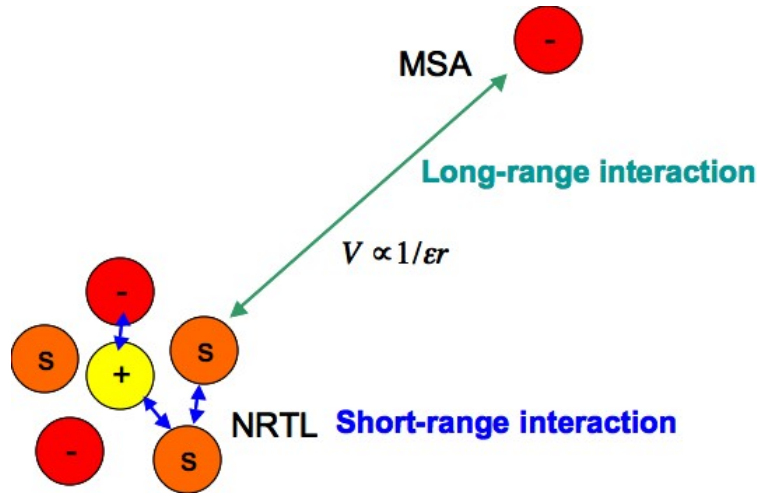 -
MSA
Long-range interaction
V ∝1/εr
-
S
S
+
NRTL Short-range interaction
-
S